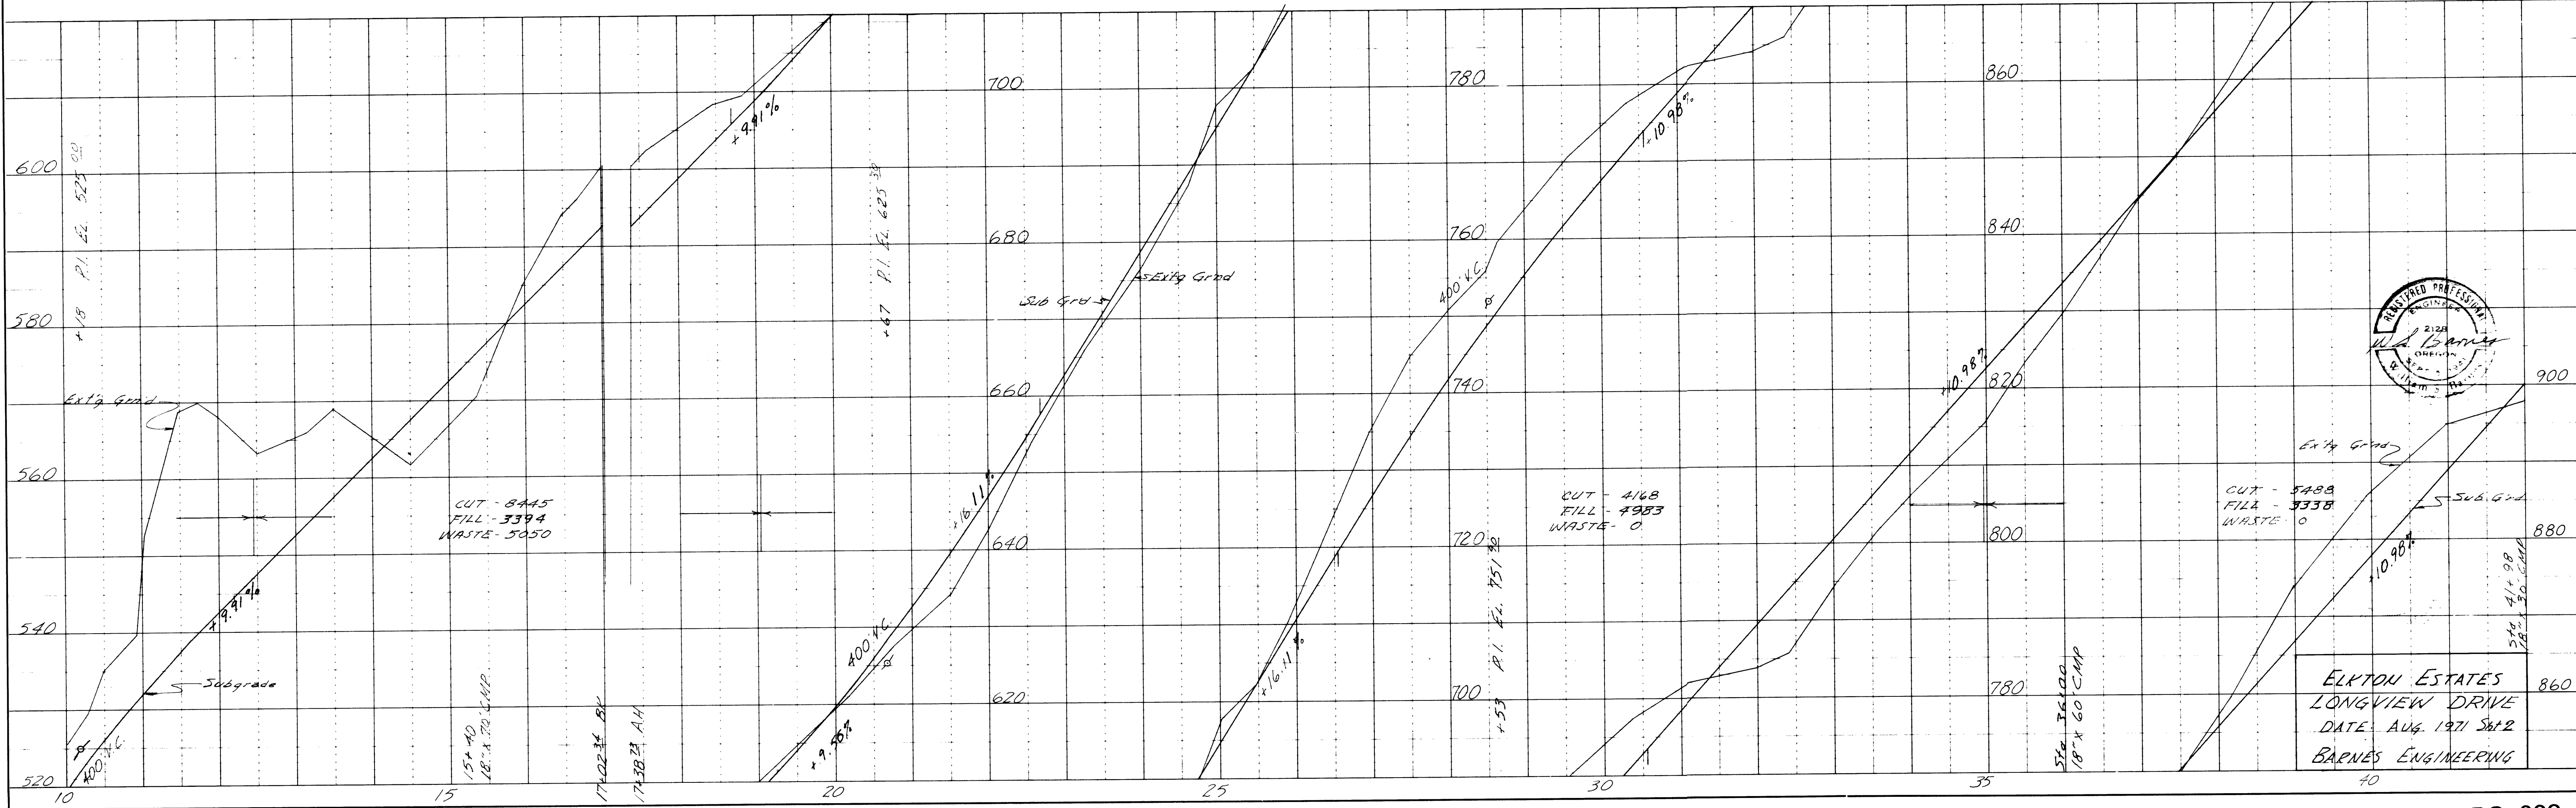 700
780
860
+9.91%
+10.98%
600
+18 P.I. EL. 525.00
+67 P.I. EL. 625
680
760
840
Ext'g Grnd
Sub Grd
400' V.C.
580
REGISTERED PROFESSIONAL
ENGINEER
2128
W.S. Barnes
OREGON
660
740
820
900
+10.98%
Ext'g Grnd
Ext'g Grnd
560
CUT - 8445
FILL - 3394
WASTE - 5050
+16.11%
CUT - 4168
FILL - 4983
WASTE - 0
CUT - 5488
FILL - 3338
WASTE - 0
Sub. Grd
640
720
800
880
+9.91%
+10.98%
540
400' V.C.
+16.11%
+53 P.I. EL. 751.90
Sta 41+98
18" x 30' CMP
Subgrade
620
700
780
860
15+40
18" x 70' C.M.P.
17+02.34 BK
17+38.73 AH
+9.56%
Sta 36+00
18" x 60' CMP
ELKTON ESTATES
LONGVIEW DRIVE
DATE: AUG. 1971 Sht 2
BARNES ENGINEERING
400' V.C.
520
10
15
20
25
30
35
40